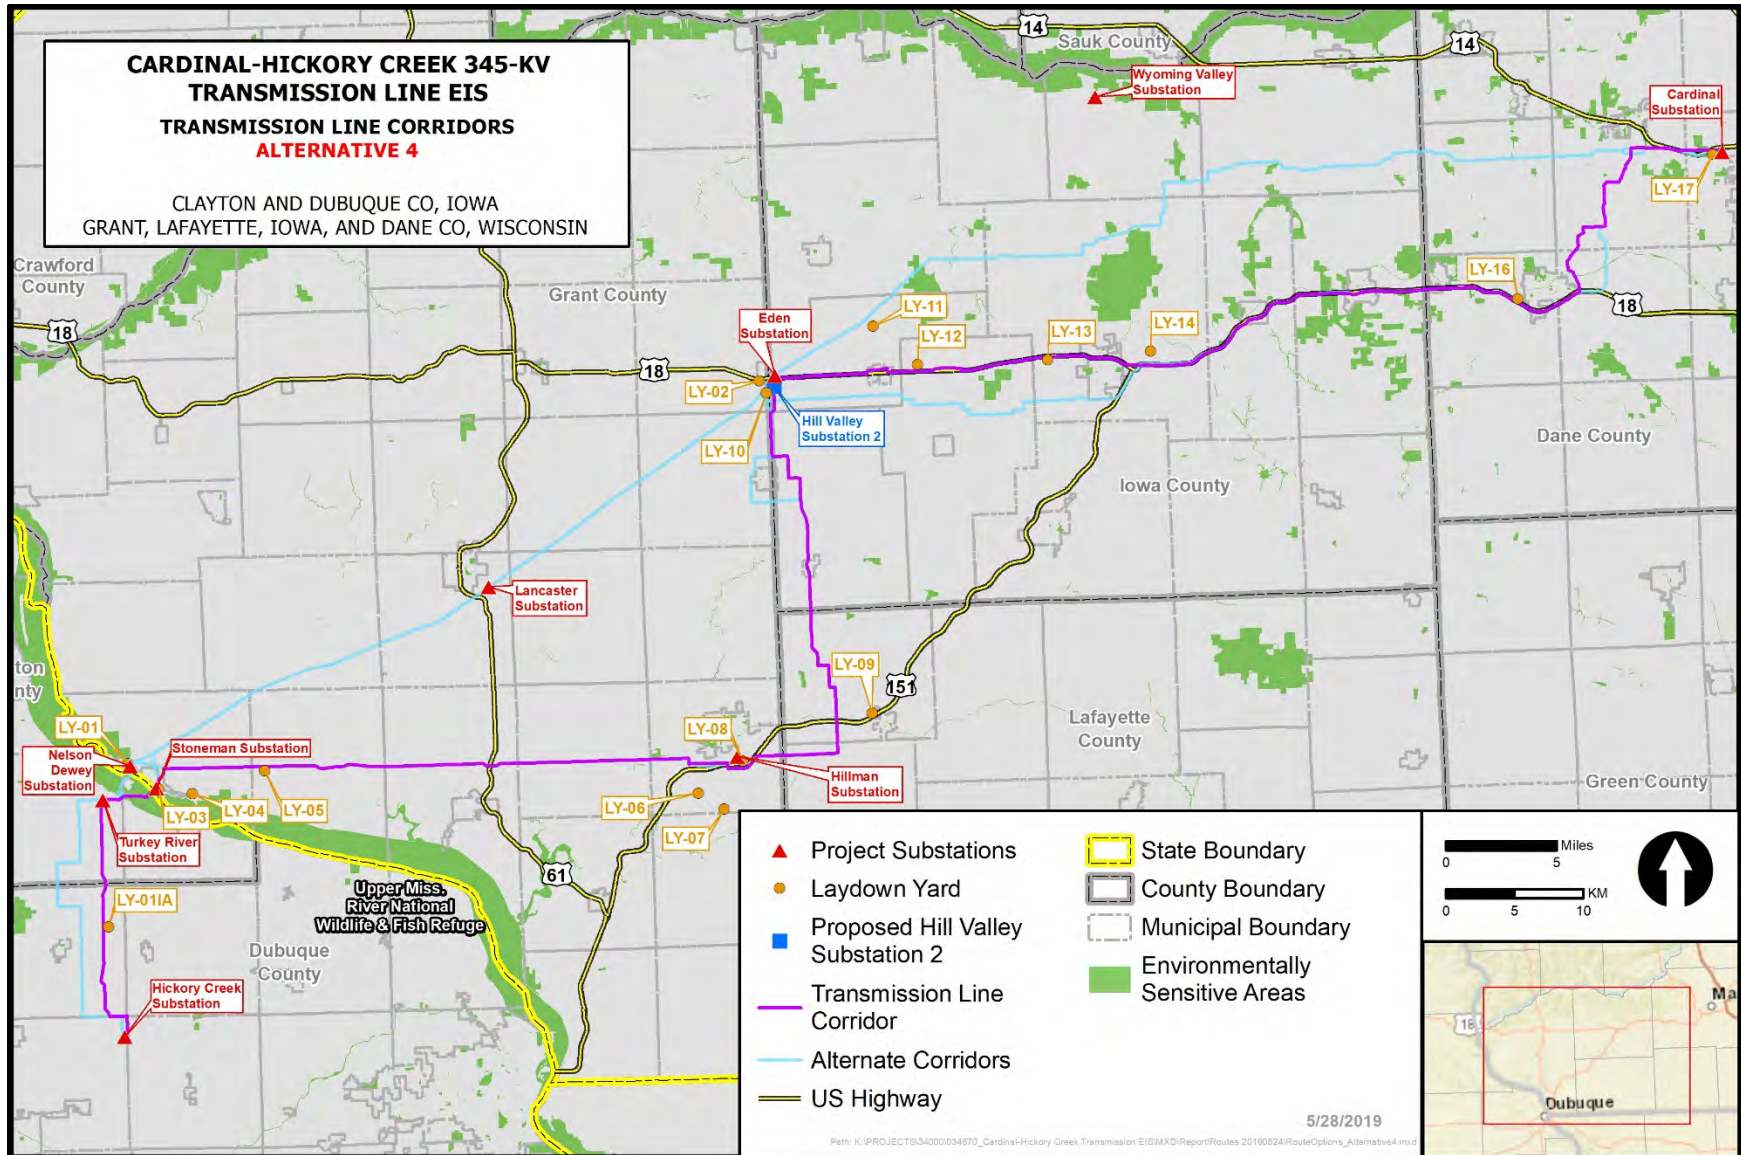 CARDINAL-HICKORY CREEK 345-KV
TRANSMISSION LINE EIS
TRANSMISSION LINE CORRIDORS
ALTERNATIVE 4
CLAYTON AND DUBUQUE CO, IOWA
GRANT, LAFAYETTE, IOWA, AND DANE CO, WISCONSIN
14
Sauk County
14
Wyoming Valley
Substation
Cardinal
Substation
LY-17
Crawford
County
Grant County
18
LY-11
LY-16
18
Eden
Substation
LY-12
LY-13
LY-14
18
LY-02
Hill Valley
Substation 2
LY-10
Dane County
Iowa County
Lancaster
Substation
ton
nty
LY-09
151
Lafayette
County
LY-01
Nelson
Dewey
Substation
Stoneman Substation
LY-08
Hillman
Substation
Green County
LY-03
LY-04
LY-05
LY-06
LY-07
Turkey River
Substation
61
Upper Miss.
River National
Wildlife & Fish Refuge
LY-01IA
Dubuque
County
Hickory Creek
Substation
Project Substations
Laydown Yard
Proposed Hill Valley
Substation 2
Transmission Line
Corridor
Alternate Corridors
US Highway
State Boundary
County Boundary
Municipal Boundary
Environmentally
Sensitive Areas
5/28/2019
Miles
0 5
KM
0 5 10
Ma
18
Dubuque